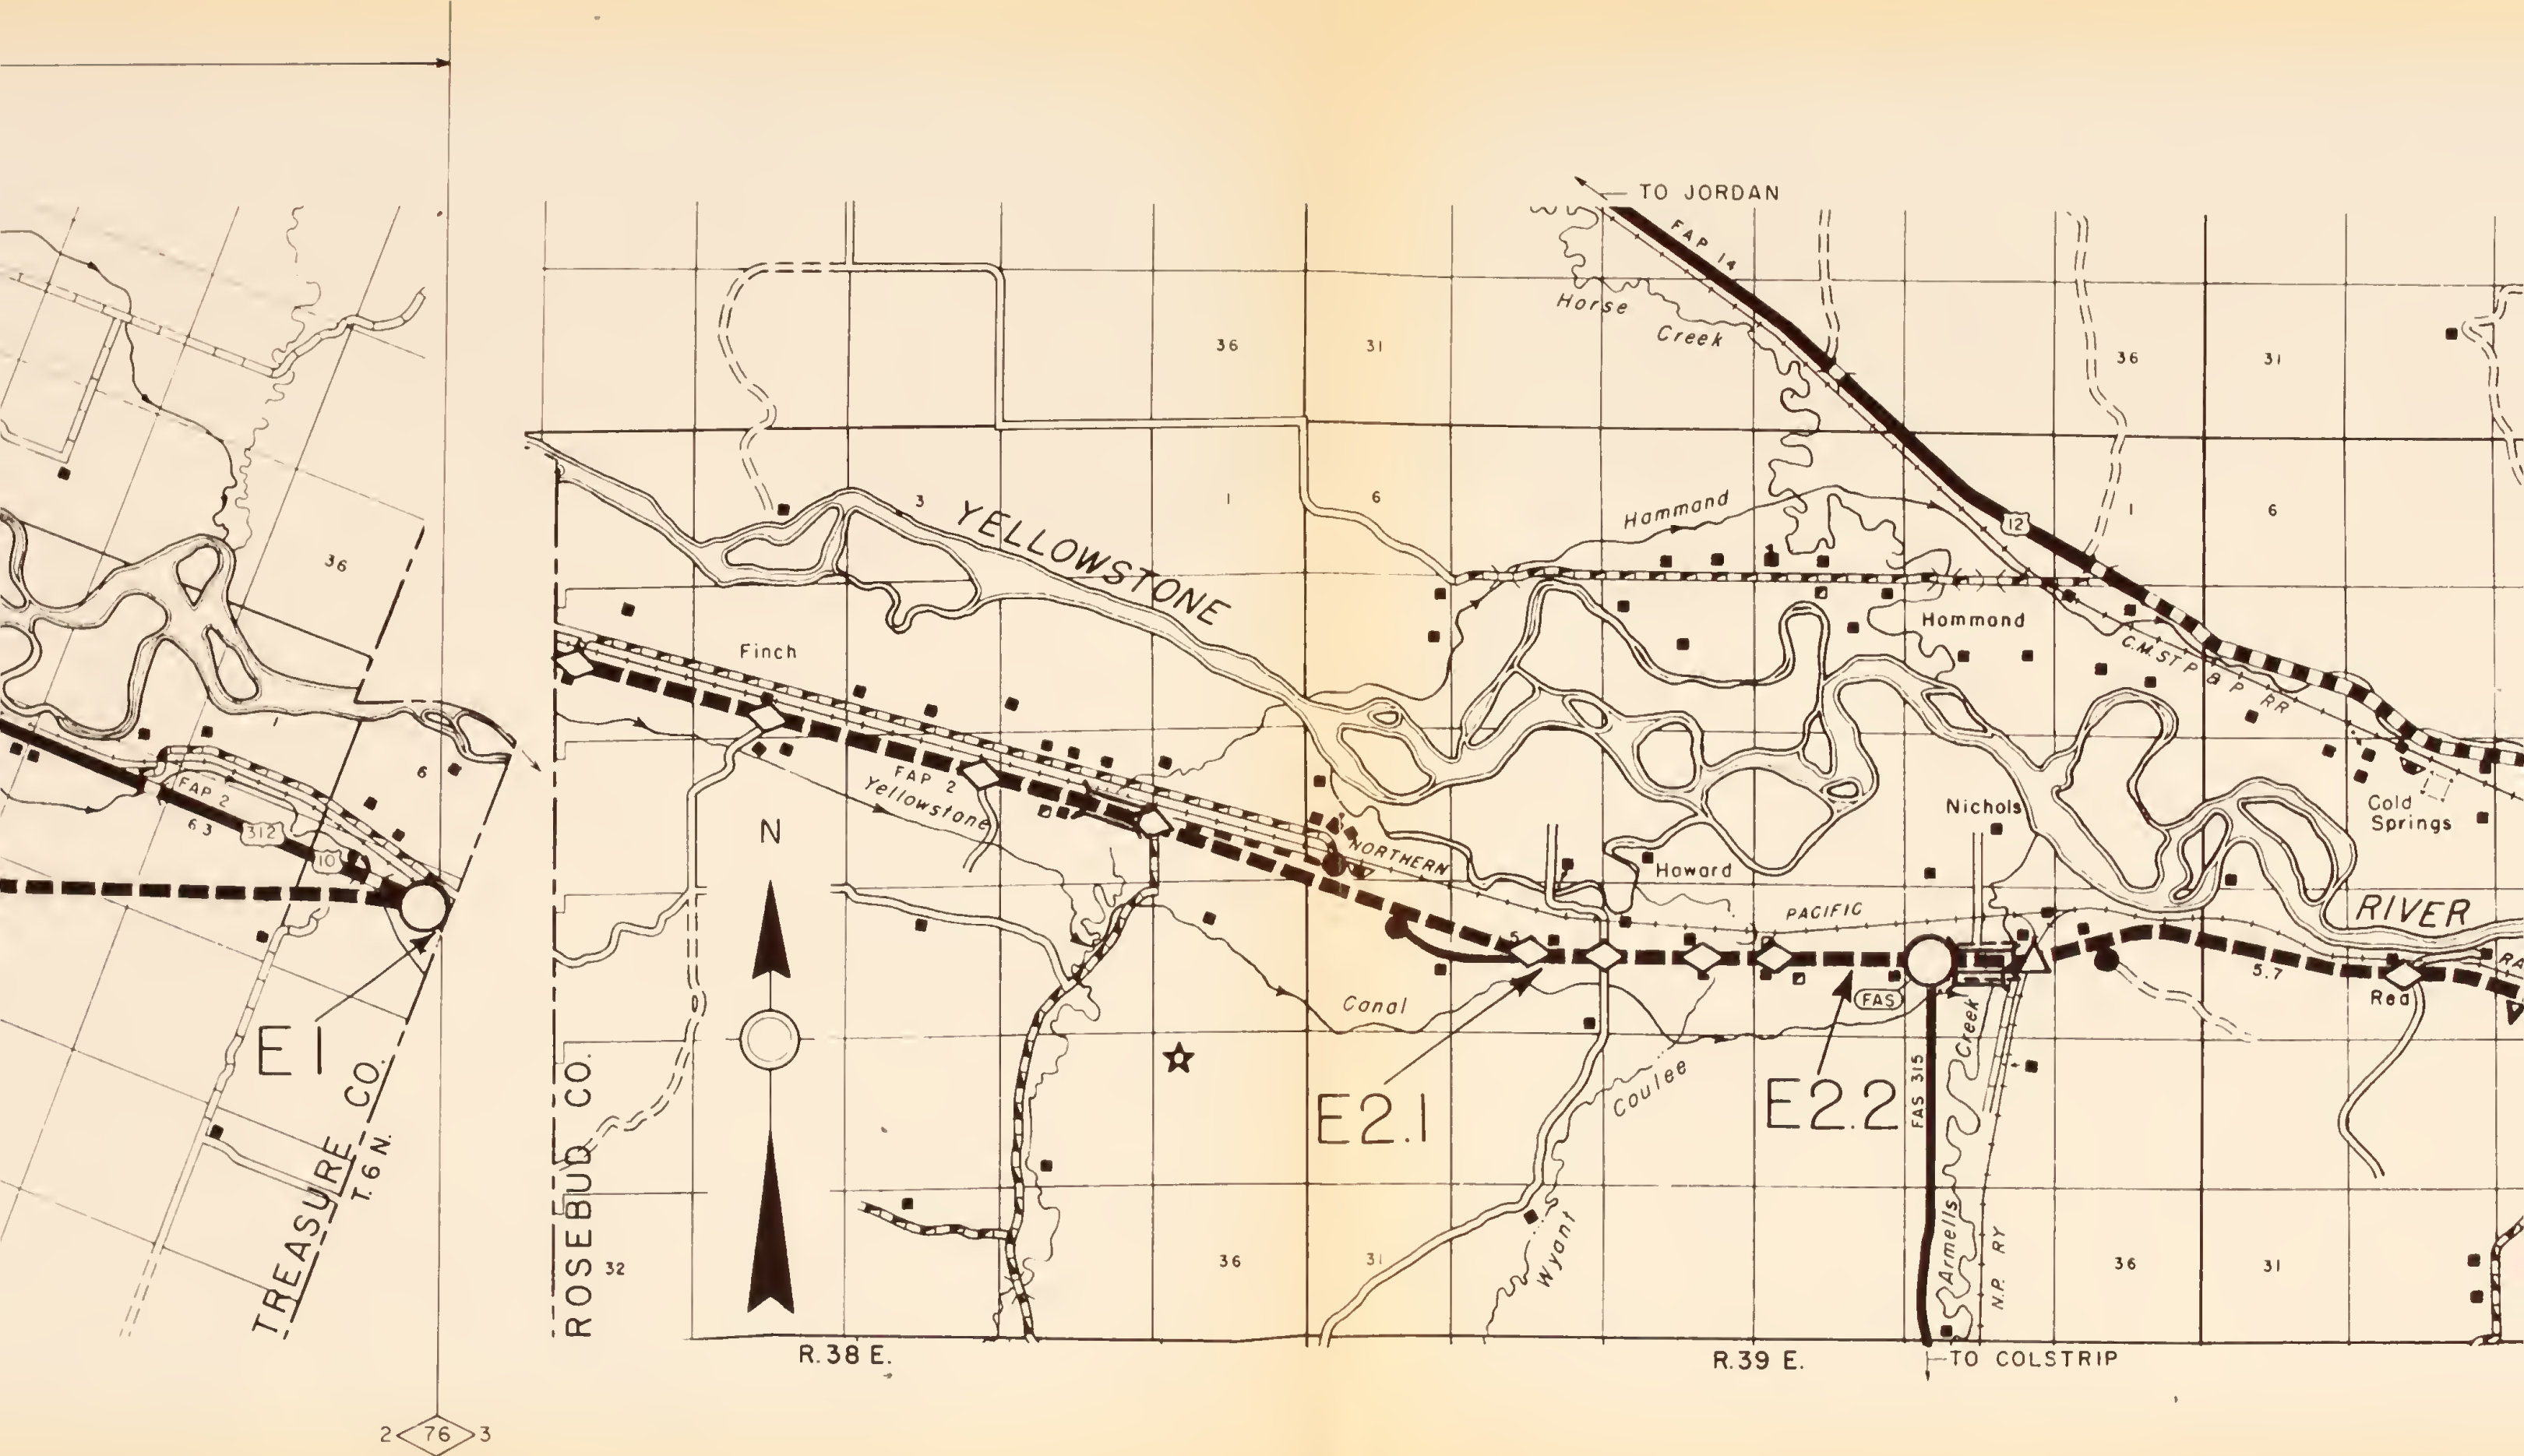 TO JORDAN
FAP 14
Horse
Creek
36
31
36
31
3
YELLOWSTONE
1
6
Hammond
12
1
6
36
Finch
Hammond
C.M. ST P & P RR
1
6
FAP 2
63
312
10
FAP 2
Yellowstone
N
NORTHERN
Howard
PACIFIC
Nichols
Cold
Springs
RIVER
5
5.7
Canal
FAS
Red
E1
E2.1
E2.2
Coulee
Creek
FAS 315
TREASURE CO.
T. 6 N.
ROSEBUD CO.
32
36
31
Wyant
Armells
N.P. RY
36
31
R. 38 E.
R. 39 E.
TO COLSTRIP
2 76 3